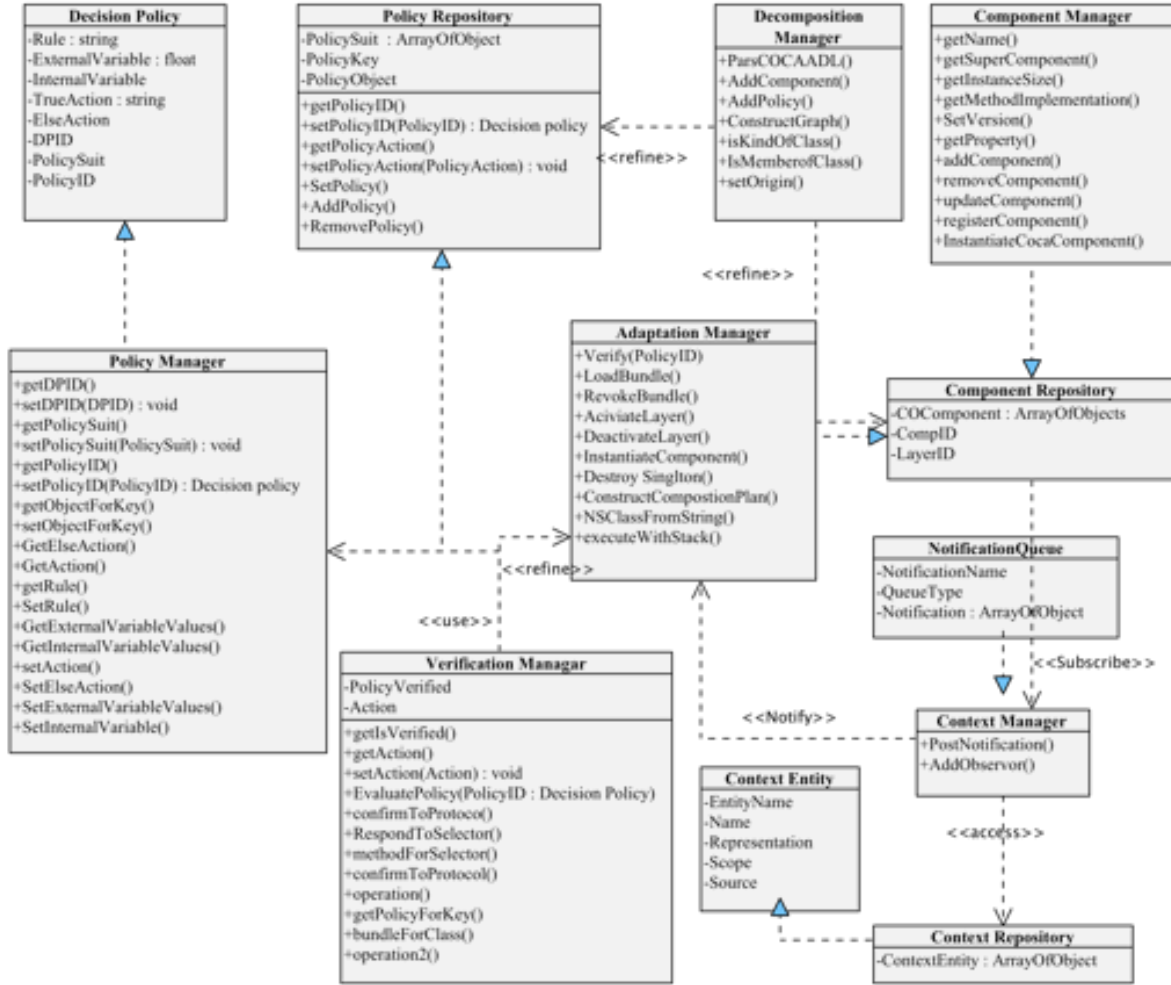 Decision Policy
-Rule : string
-ExternalVariable : float
-InternalVariable
-TrueAction : string
-ElseAction
-DPID
-PolicySuit
-PolicyID
Policy Repository
-PolicySuit : ArrayOfObject
-PolicyKey
-PolicyObject
+getPolicyID()
+setPolicyID(PolicyID) : Decision policy
+getPolicyAction()
+setPolicyAction(PolicyAction) : void
+SetPolicy()
+AddPolicy()
+RemovePolicy()
<<refine>>
Decomposition
Manager
+ParsCOCAADL()
+AddComponent()
+AddPolicy()
+ConstructGraph()
+isKindOfClass()
+IsMemberofClass()
+setOrigin()
<<refine>>
Component Manager
+getName()
+getSuperComponent()
+getInstanceSize()
+getMethodImplementation()
+SetVersion()
+getProperty()
+addComponent()
+removeComponent()
+updateComponent()
+registerComponent()
+InstantiateCocaComponent()
Policy Manager
+getDPID()
+setDPID(DPID) : void
+getPolicySuit()
+setPolicySuit(PolicySuit) : void
+getPolicyID()
+setPolicyID(PolicyID) : Decision policy
+getObjectForKey()
+setObjectForKey()
+GetElseAction()
+GetAction()
+getRule()
+SetRule()
+GetExternalVariableValues()
+GetInternalVariableValues()
+setAction()
+SetElseAction()
+SetExternalVariableValues()
+SetInternalVariable()
Adaptation Manager
+Verify(PolicyID)
+LoadBundle()
+RevokeBundle()
+AciviateLayer()
+DeactivateLayer()
+InstantiateComponent()
+Destroy Singlton()
+ConstructCompostionPlan()
+NSClassFromString()
+executeWithStack()
<<refine>>
<<use>>
Component Repository
-COComponent : ArrayOfObjects
-CompID
-LayerID
NotificationQueue
-NotificationName
-QueueType
-Notification : ArrayOfObject
<<Subscribe>>
Verification Managar
-PolicyVerified
-Action
+getIsVerified()
+getAction()
+setAction(Action) : void
+EvaluatePolicy(PolicyID : Decision Policy)
+confirmToProtoco()
+RespondToSelector()
+methodForSelector()
+confirmToProtocol()
+operation()
+getPolicyForKey()
+bundleForClass()
+operation2()
<<Notify>>
Context Manager
+PostNotification()
+AddObservor()
Context Entity
-EntityName
-Name
-Representation
-Scope
-Source
<<access>>
Context Repository
-ContextEntity : ArrayOfObject